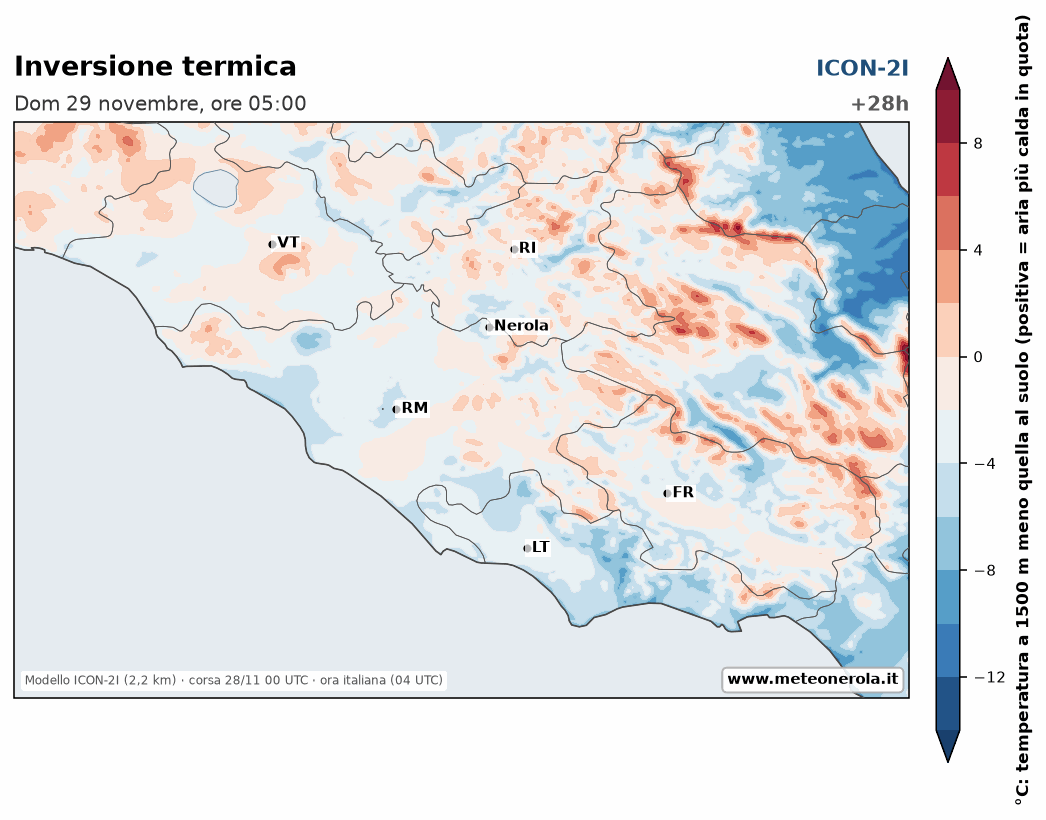 Inversione termica
ICON-2I
Dom 29 novembre, ore 05:00
+28h
VT
RI
Nerola
RM
FR
LT
Modello ICON-2I (2,2 km) · corsa 28/11 00 UTC · ora italiana (04 UTC)
www.meteonerola.it
8
4
0
−4
−8
−12
°C: temperatura a 1500 m meno quella al suolo (positiva = aria più calda in quota)